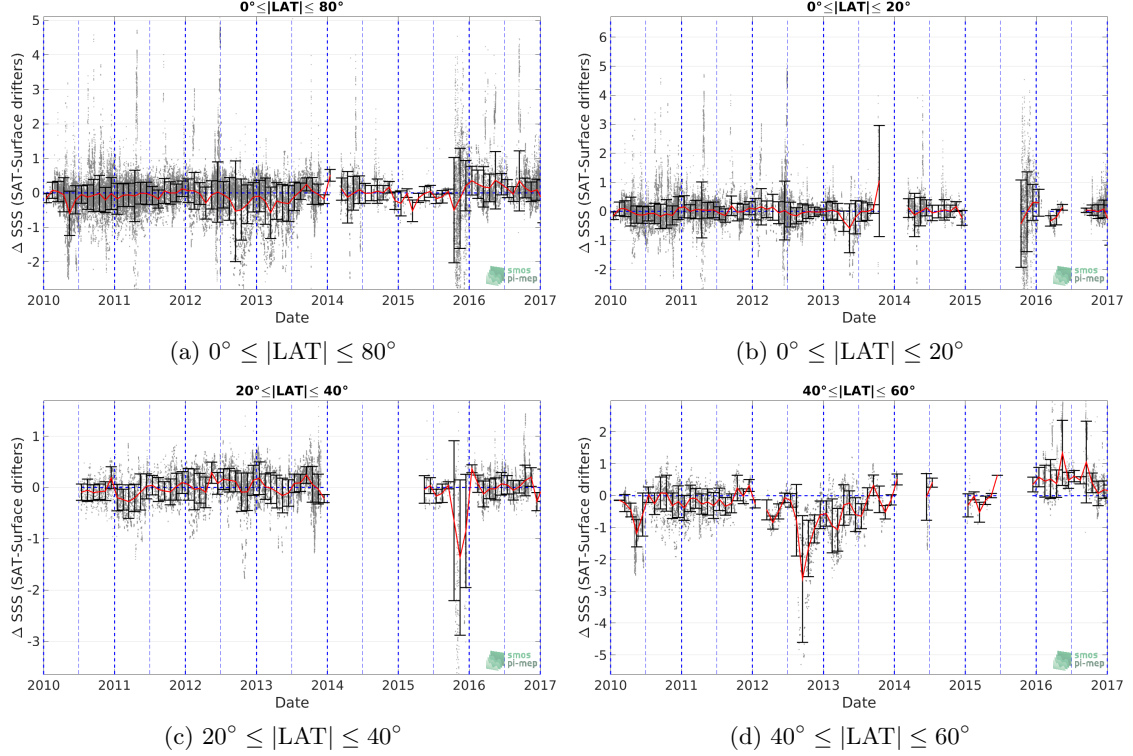 0°≤|LAT|≤ 80°
Δ SSS (SAT-Surface drifters)
5
4
3
2
1
0
-1
-2
2010 2011 2012 2013 2014 2015 2016 2017
Date
smos
pi-mep
(a) 0° ≤ |LAT| ≤ 80°
0°≤|LAT|≤ 20°
Δ SSS (SAT-Surface drifters)
6
5
4
3
2
1
0
-1
-2
2010 2011 2012 2013 2014 2015 2016 2017
Date
smos
pi-mep
(b) 0° ≤ |LAT| ≤ 20°
20°≤|LAT|≤ 40°
Δ SSS (SAT-Surface drifters)
1
0
-1
-2
-3
2010 2011 2012 2013 2014 2015 2016 2017
Date
smos
pi-mep
(c) 20° ≤ |LAT| ≤ 40°
40°≤|LAT|≤ 60°
Δ SSS (SAT-Surface drifters)
2
1
0
-1
-2
-3
-4
-5
2010 2011 2012 2013 2014 2015 2016 2017
Date
smos
pi-mep
(d) 40° ≤ |LAT| ≤ 60°